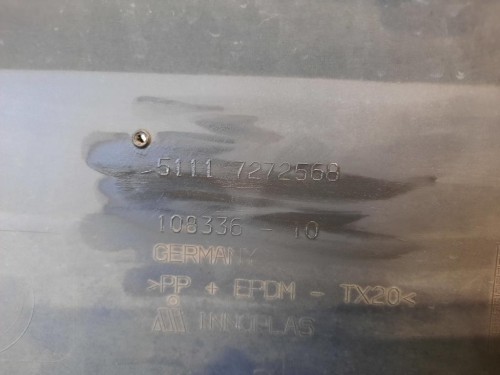 5111 7272568
108336 - 10
GERMANY
>PP + EPDM - TX20<